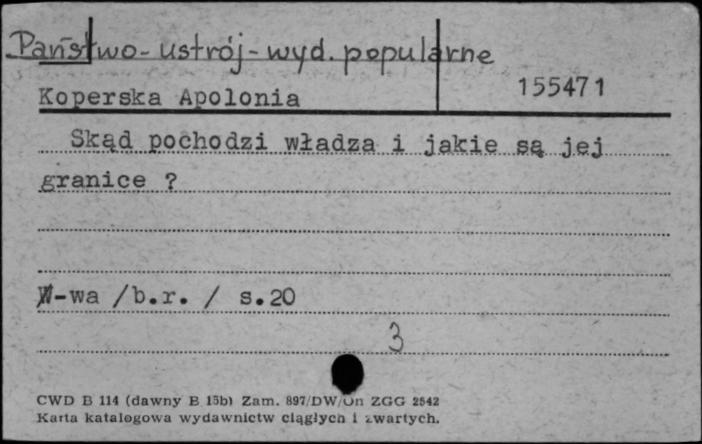 Państwo - ustrój - wyd. popularne
155471
Koperska Apolonia
Skąd pochodzi władza i jakie są jej
granice ?
W-wa /b.r. / s.20
3
CWD B 114 (dawny B 15b) Zam. 897/DW/Dn ZGG 2542
Karta katalogowa wydawnictw ciągłych i zwartych.